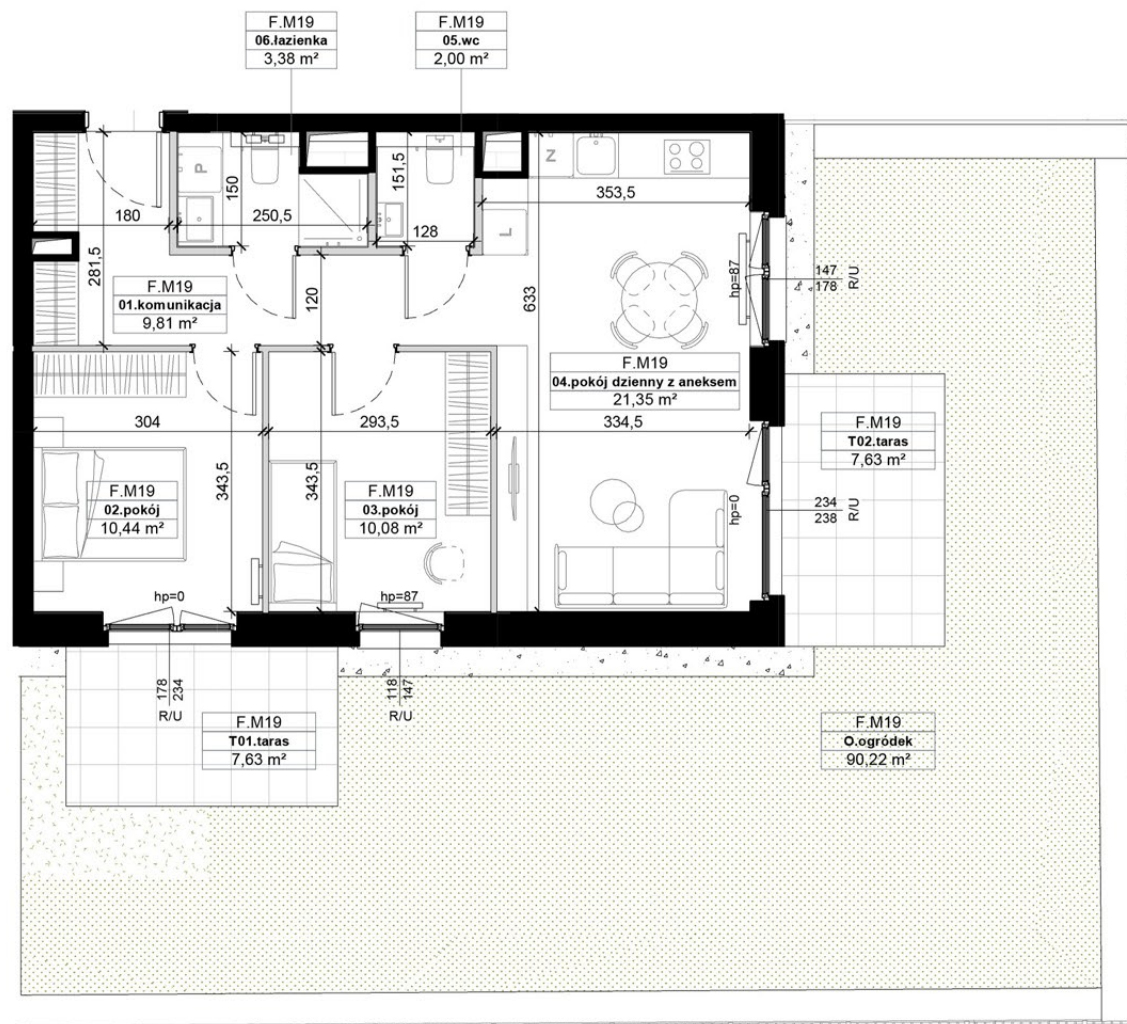 F.M19
06.łazienka
3,38 m²
F.M19
05.wc
2,00 m²
P
150
151,5
Z
353,5
180
250,5
128
L
281,5
F.M19
01.komunikacja
9,81 m²
120
633
hp=87
147
178
R/U
F.M19
04.pokój dzienny z aneksem
21,35 m²
304
293,5
334,5
F.M19
T02.taras
7,63 m²
343,5
343,5
F.M19
02.pokój
10,44 m²
F.M19
03.pokój
10,08 m²
hp=0
234
238
R/U
hp=0
hp=87
178
234
R/U
118
147
R/U
F.M19
T01.taras
7,63 m²
F.M19
O.ogródek
90,22 m²